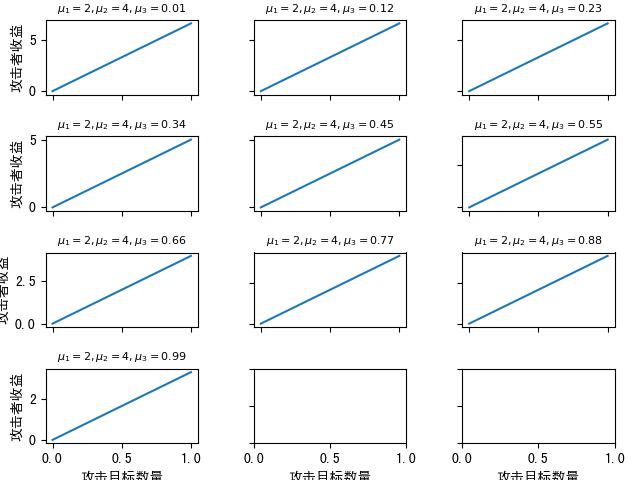 μ₁ = 2, μ₂ = 4, μ₃ = 0.01
μ₁ = 2, μ₂ = 4, μ₃ = 0.12
μ₁ = 2, μ₂ = 4, μ₃ = 0.23
攻击者收益
5
0
μ₁ = 2, μ₂ = 4, μ₃ = 0.34
μ₁ = 2, μ₂ = 4, μ₃ = 0.45
μ₁ = 2, μ₂ = 4, μ₃ = 0.55
攻击者收益
5
0
μ₁ = 2, μ₂ = 4, μ₃ = 0.66
μ₁ = 2, μ₂ = 4, μ₃ = 0.77
μ₁ = 2, μ₂ = 4, μ₃ = 0.88
攻击者收益
2.5
0.0
μ₁ = 2, μ₂ = 4, μ₃ = 0.99
攻击者收益
2
0
0.0 0.5 1.0
0.0 0.5 1.0
0.0 0.5 1.0
攻击目标数量
攻击目标数量
攻击目标数量